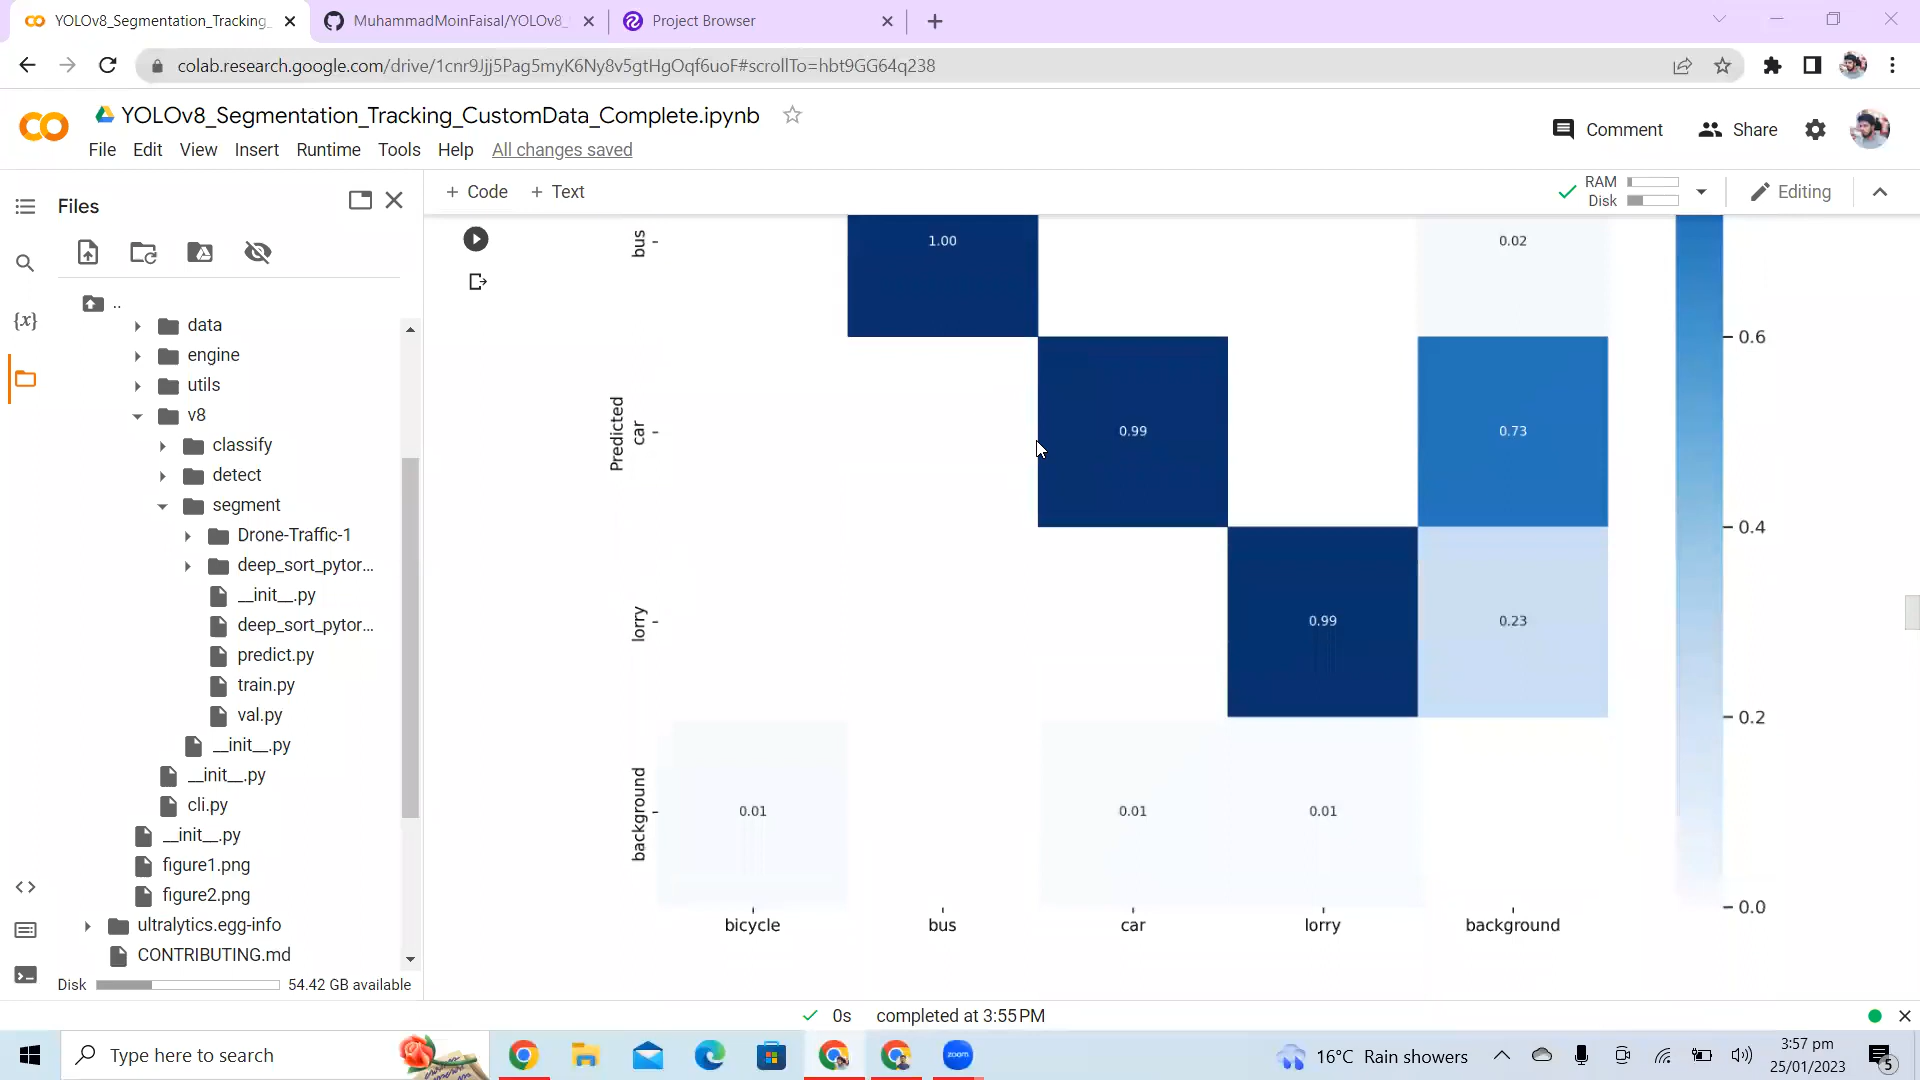 YOLOv8_Segmentation_Tracking_
MuhammadMoinFaisal/YOLOv8_
Project Browser
colab.research.google.com/drive/1cnr9Jjj5Pag5myK6Ny8v5gtHgOqf6uoF#scrollTo=hbt9GG64q238
YOLOv8_Segmentation_Tracking_CustomData_Complete.ipynb
Comment
Share
File Edit View Insert Runtime Tools Help All changes saved
Files
+ Code + Text
RAM
Disk
Editing
{x}
..
data
engine
utils
v8
classify
detect
segment
Drone-Traffic-1
deep_sort_pytor...
__init__.py
deep_sort_pytor...
predict.py
train.py
val.py
__init__.py
__init__.py
cli.py
__init__.py
figure1.png
figure2.png
ultralytics.egg-info
CONTRIBUTING.md
Disk 54.42 GB available
bus
1.00 0.02
Predicted
car
0.99 0.73
lorry
0.99 0.23
background
0.01 0.01 0.01
bicycle bus car lorry background
0.6
0.4
0.2
0.0
0s completed at 3:55 PM
Type here to search
zoom
16°C Rain showers
3:57 pm
25/01/2023
5